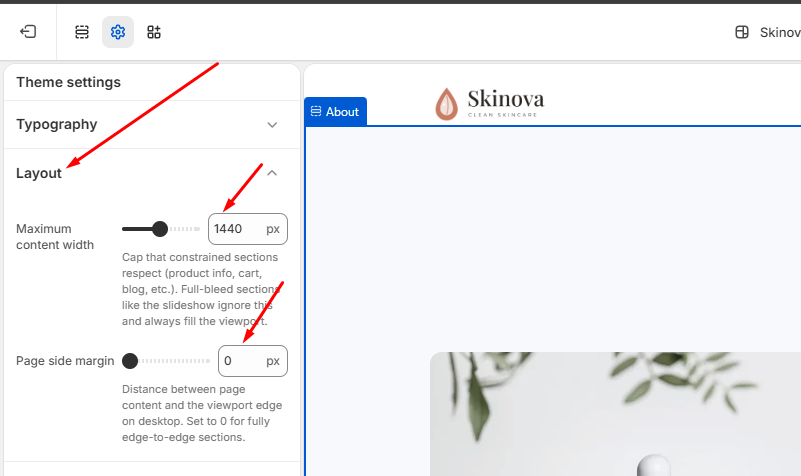 Skinov
Theme settings
Typography
Layout
Maximum
content width
1440 px
Cap that constrained sections
respect (product info, cart,
blog, etc.). Full-bleed sections
like the slideshow ignore this
and always fill the viewport.
Page side margin
0 px
Distance between page
content and the viewport edge
on desktop. Set to 0 for fully
edge-to-edge sections.
Skinova
CLEAN SKINCARE
About